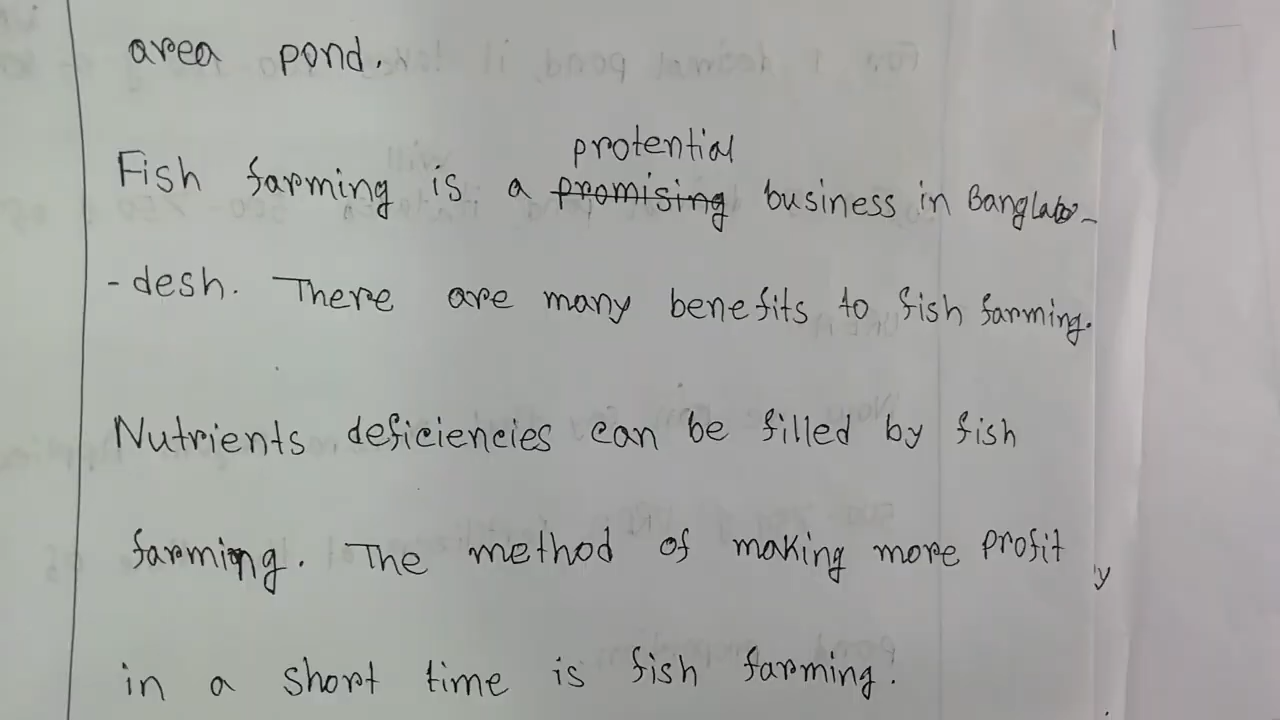 area pond.
protential
Fish farming is a promising business in Banglab-
-desh. There are many benefits to fish farming.
Nutrients deficiencies can be filled by fish
farming. The method of making more profit
y
in a short time is fish farming.